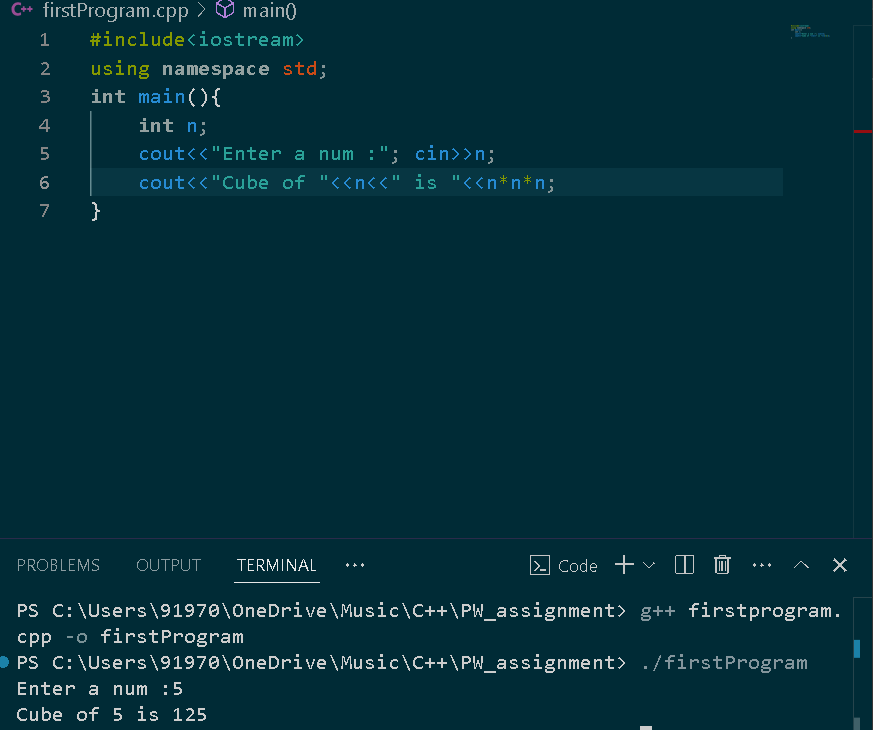 C++ firstProgram.cpp > main()
1 #include<iostream>
2 using namespace std;
3 int main(){
4     int n;
5     cout<<"Enter a num :"; cin>>n;
6     cout<<"Cube of "<<n<<" is "<<n*n*n;
7 }
PROBLEMS OUTPUT TERMINAL ··· Code
PS C:\Users\91970\OneDrive\Music\C++\PW_assignment> g++ firstprogram.
cpp -o firstProgram
PS C:\Users\91970\OneDrive\Music\C++\PW_assignment> ./firstProgram
Enter a num :5
Cube of 5 is 125